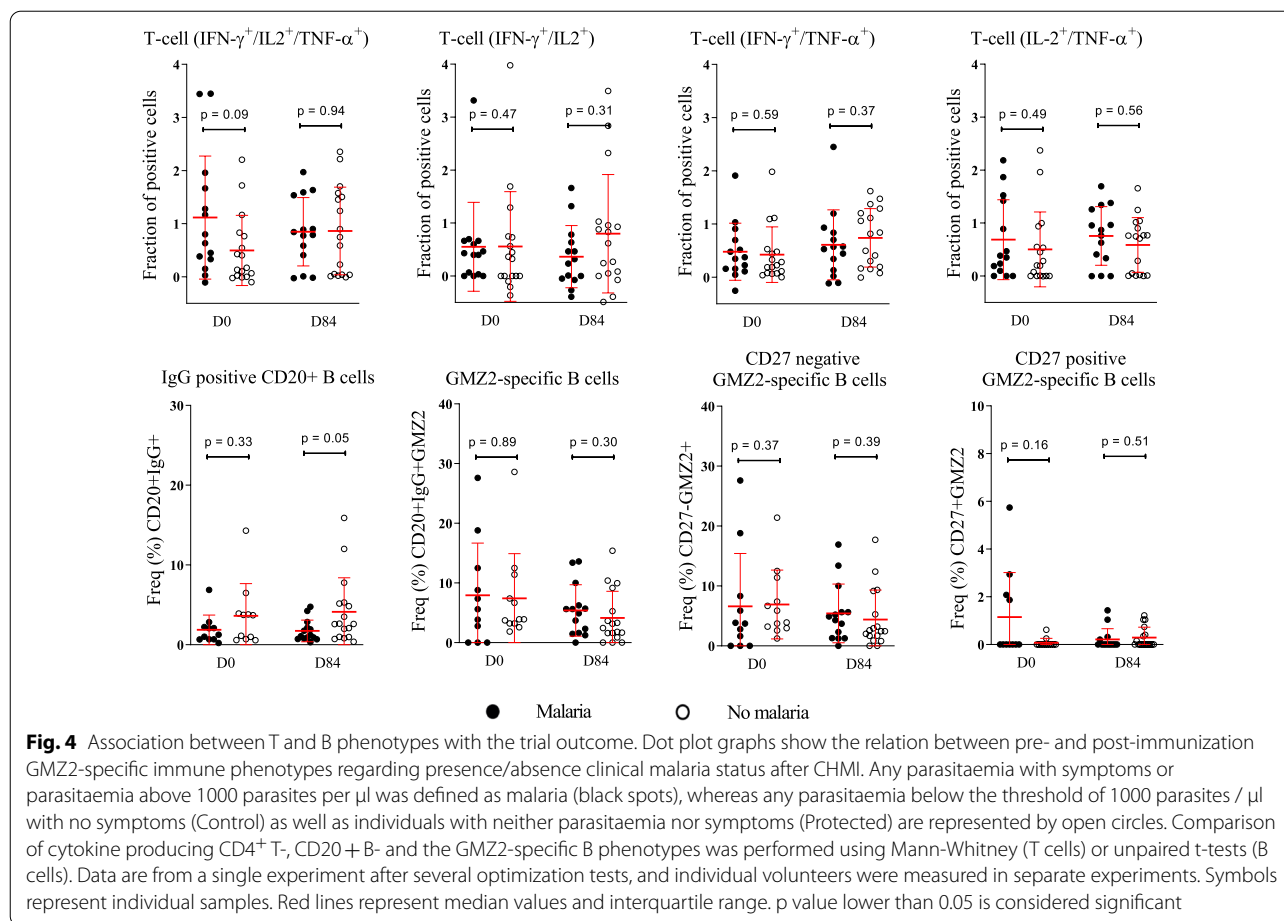 T-cell (IFN-γ+/IL2+/TNF-α+)
T-cell (IFN-γ+/IL2+)
T-cell (IFN-γ+/TNF-α+)
T-cell (IL-2+/TNF-α+)
Fraction of positive cells
4
3
2
1
0
p = 0.09
p = 0.94
D0
D84
Fraction of positive cells
4
3
2
1
0
p = 0.47
p = 0.31
D0
D84
Fraction of positive cells
4
3
2
1
0
p = 0.59
p = 0.37
D0
D84
Fraction of positive cells
4
3
2
1
0
p = 0.49
p = 0.56
D0
D84
IgG positive CD20+ B cells
Freq (%) CD20+IgG+
30
20
10
0
p = 0.33
p = 0.05
D0
D84
GMZ2-specific B cells
Freq (%) CD20+IgG+GMZ2
40
30
20
10
0
p = 0.89
p = 0.30
D0
D84
CD27 negative
GMZ2-specific B cells
Freq (%) CD27-GMZ2+
40
30
20
10
0
p = 0.37
p = 0.39
D0
D84
CD27 positive
GMZ2-specific B cells
Freq (%) CD27+GMZ2
10
8
6
4
2
0
p = 0.16
p = 0.51
D0
D84
Malaria
No malaria
Fig. 4 Association between T and B phenotypes with the trial outcome. Dot plot graphs show the relation between pre- and post-immunization
GMZ2-specific immune phenotypes regarding presence/absence clinical malaria status after CHMI. Any parasitaemia with symptoms or
parasitaemia above 1000 parasites per µl was defined as malaria (black spots), whereas any parasitaemia below the threshold of 1000 parasites / µl
with no symptoms (Control) as well as individuals with neither parasitaemia nor symptoms (Protected) are represented by open circles. Comparison
of cytokine producing CD4+ T-, CD20 + B- and the GMZ2-specific B phenotypes was performed using Mann-Whitney (T cells) or unpaired t-tests (B
cells). Data are from a single experiment after several optimization tests, and individual volunteers were measured in separate experiments. Symbols
represent individual samples. Red lines represent median values and interquartile range. p value lower than 0.05 is considered significant